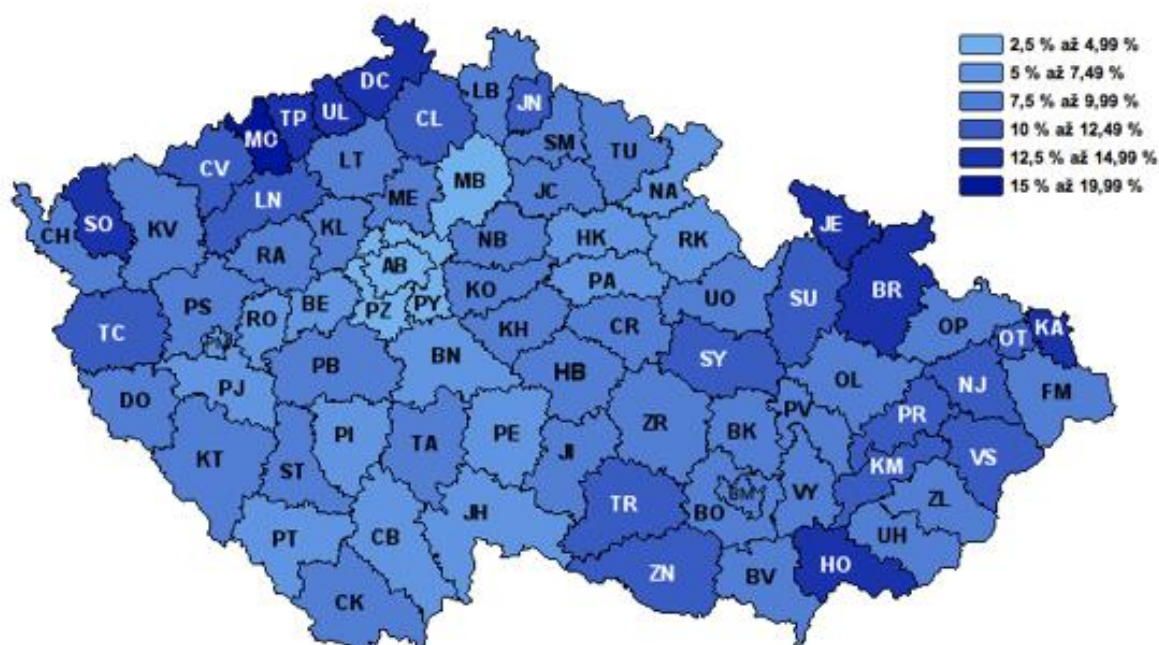 2,5 % až 4,99 %
5 % až 7,49 %
7,5 % až 9,99 %
10 % až 12,49 %
12,5 % až 14,99 %
15 % až 19,99 %
DC
LB
JN
TP
UL
CL
MO
SM
TU
CV
LT
MB
JC
NA
LN
ME
SO
KV
KL
CH
NB
HK
RK
JE
RA
AB
PA
BR
KO
UO
SU
PS
RO
BE
PZ
PY
OP
OT
KA
TC
PM
KH
CR
BN
SY
PB
HB
OL
NJ
FM
DO
PJ
PV
PR
PI
TA
PE
ZR
BK
KT
ST
JI
KM
VS
TR
BO
BM
VY
ZL
JH
PT
CB
UH
HO
ZN
BV
CK